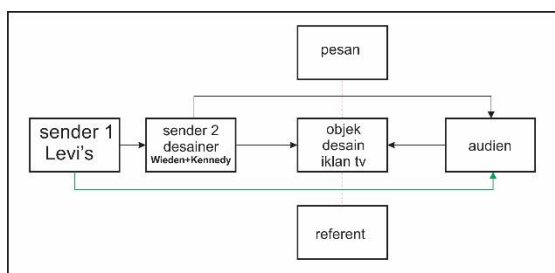 pesan
sender 1
Levi's
sender 2
desainer
Wieden+Kennedy
objek
desain
iklan tv
audien
referent